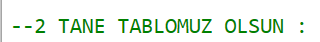 --2 TANE TABLOMUZ OLSUN :